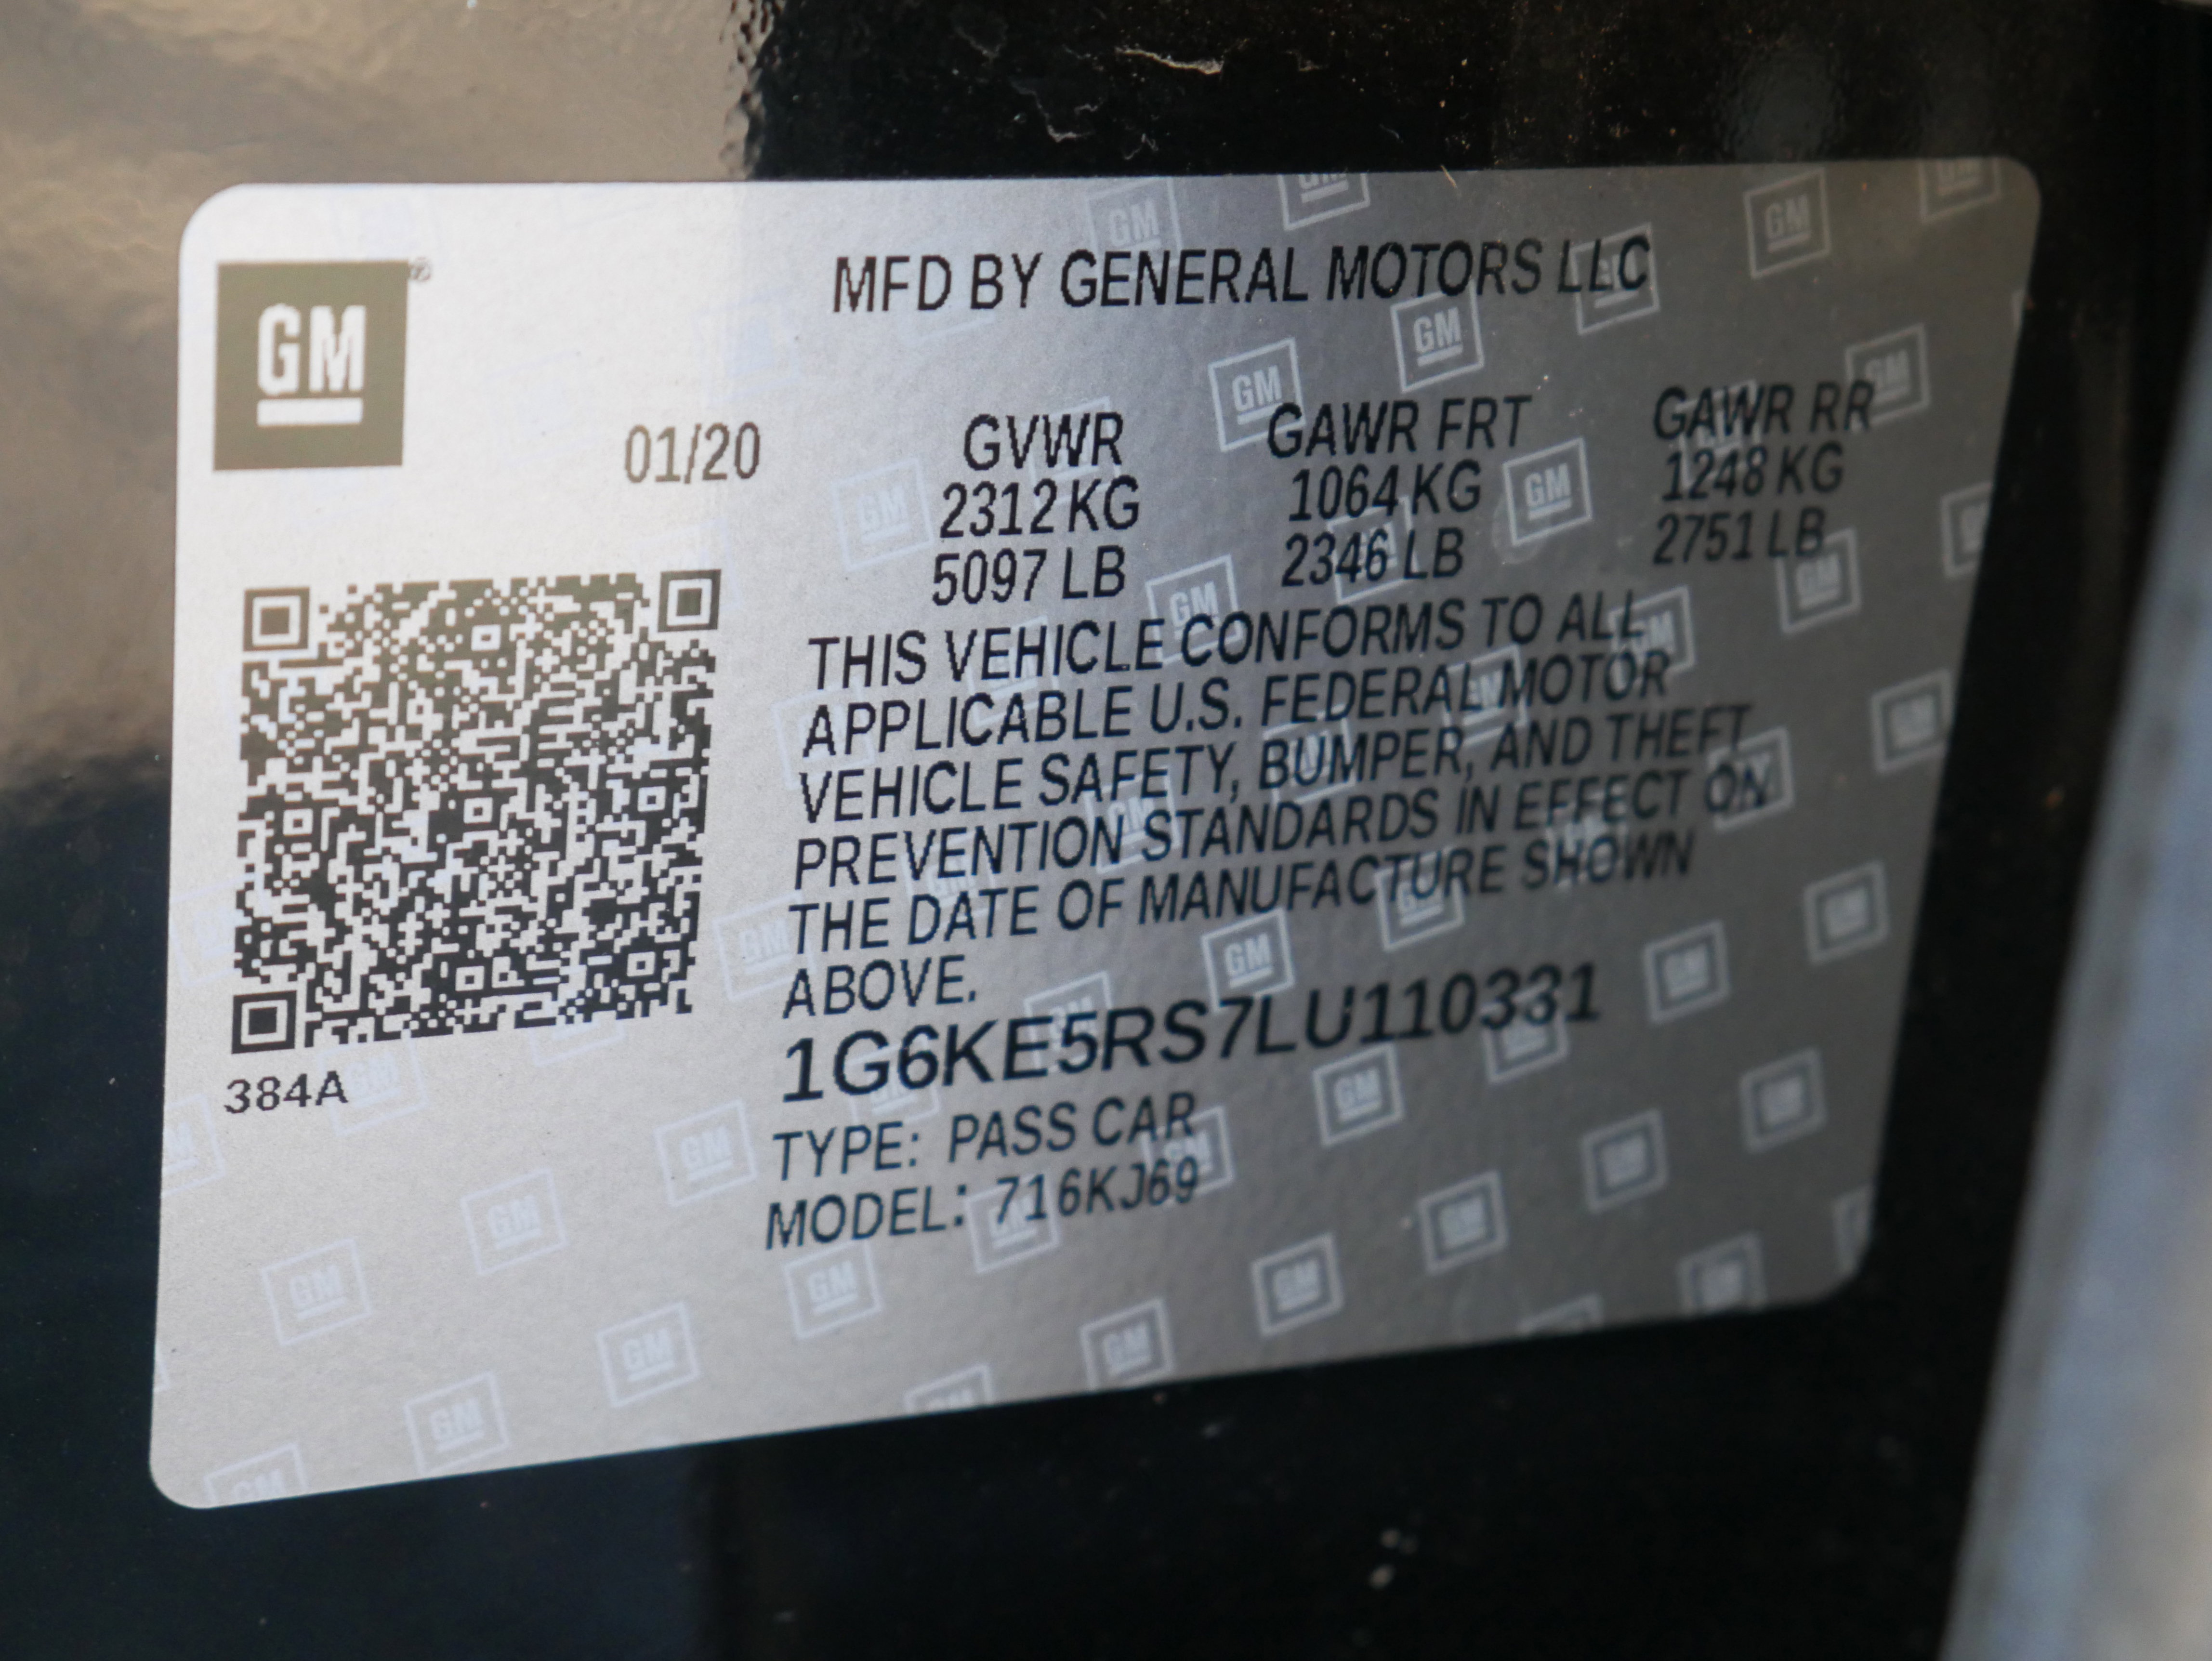 GM
MFD BY GENERAL MOTORS LLC
01/20
GVWR GAWR FRT GAWR RR
2312 KG 1064 KG 1248 KG
5097 LB 2346 LB 2751 LB
THIS VEHICLE CONFORMS TO ALL
APPLICABLE U.S. FEDERAL MOTOR
VEHICLE SAFETY, BUMPER, AND THEFT
PREVENTION STANDARDS IN EFFECT ON
THE DATE OF MANUFACTURE SHOWN
ABOVE.
1G6KE5RS7LU110331
384A
TYPE: PASS CAR
MODEL: 716KJ69